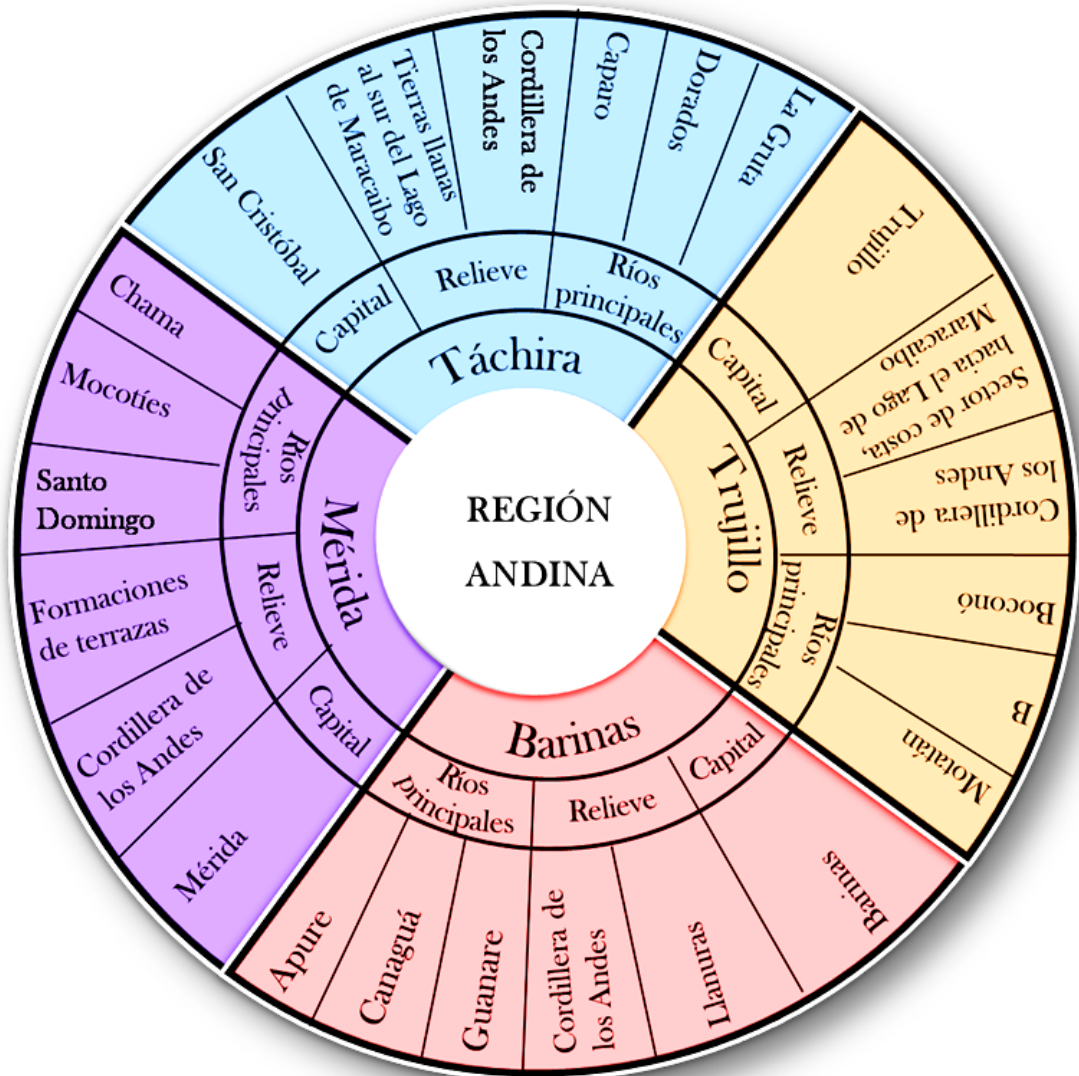 REGIÓN
ANDINA
Táchira
Capital
San Cristóbal
Relieve
Tierras llanas
al sur del Lago
de Maracaibo
Cordillera de
los Andes
Ríos
principales
Caparo
Dorados
La Gruta
Trujillo
Capital
Trujillo
Relieve
Sector de costa,
hacia el Lago de
Maracaibo
Cordillera de
los Andes
Ríos
principales
Boconó
B
Motatán
Barinas
Capital
Barinas
Relieve
Llanuras
Cordillera de
los Andes
Ríos
principales
Guanare
Canaguá
Apure
Mérida
Capital
Mérida
Relieve
Cordillera de
los Andes
Formaciones
de terrazas
Ríos
principales
Santo
Domingo
Mocotíes
Chama